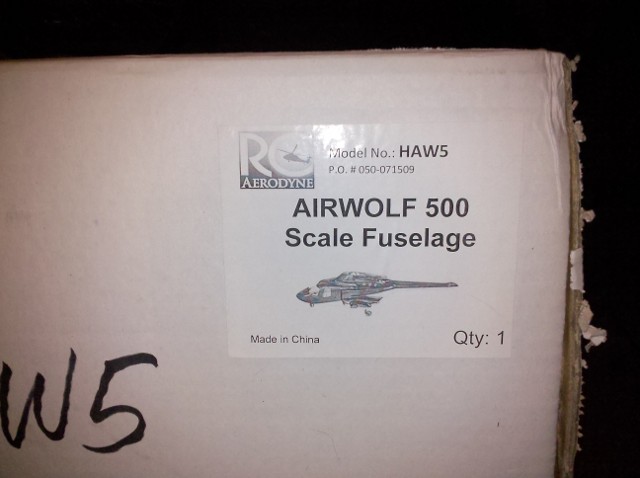 RC
AERODYNE
Model No.: HAW5
P.O. # 050-071509
AIRWOLF 500
Scale Fuselage
Made in China
Qty: 1
W5